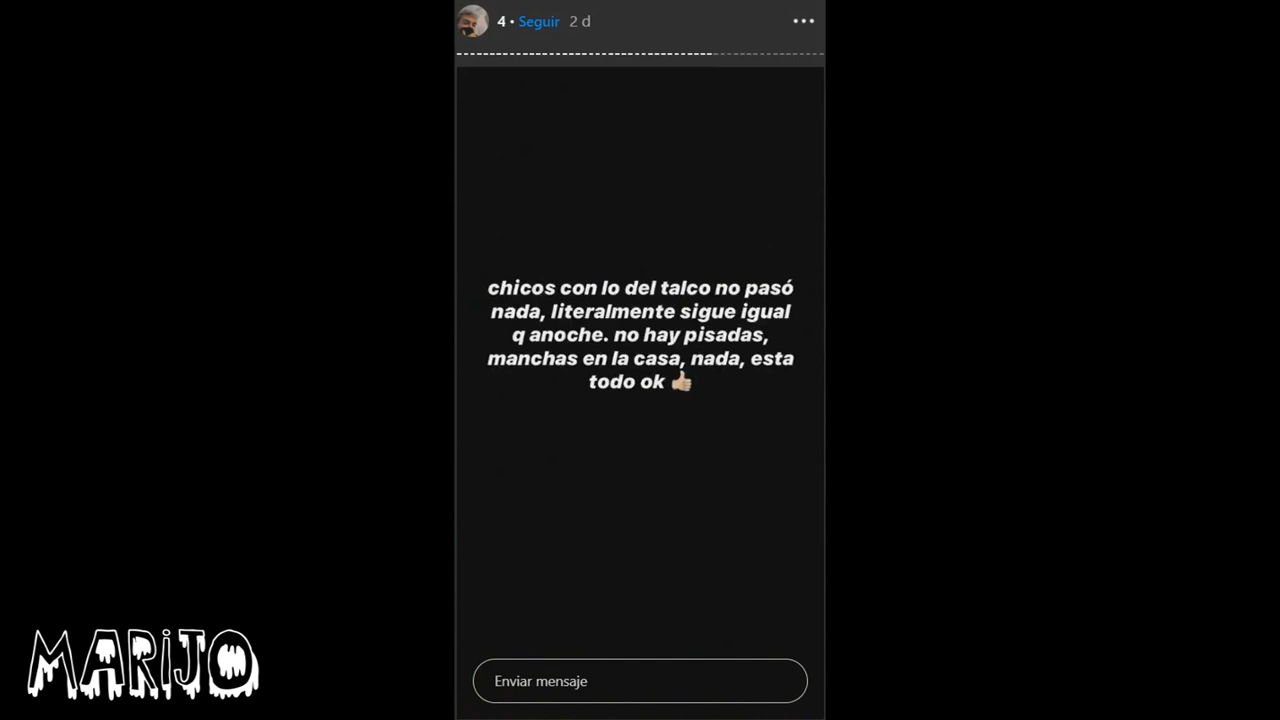 4 • Seguir 2 d
chicos con lo del talco no pasó
nada, literalmente sigue igual
q anoche. no hay pisadas,
manchas en la casa, nada, esta
todo ok 👍🏼
Enviar mensaje
MARiJO